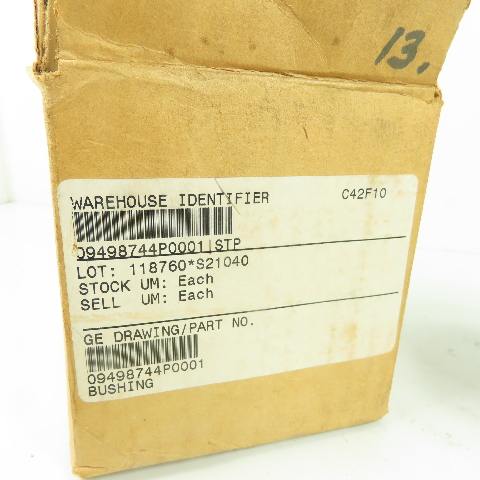 13.
WAREHOUSE IDENTIFIER C42F10
09498744P0001|STP
LOT: 118760*S21040
STOCK UM: Each
SELL UM: Each
GE DRAWING/PART NO.
09498744P0001
BUSHING